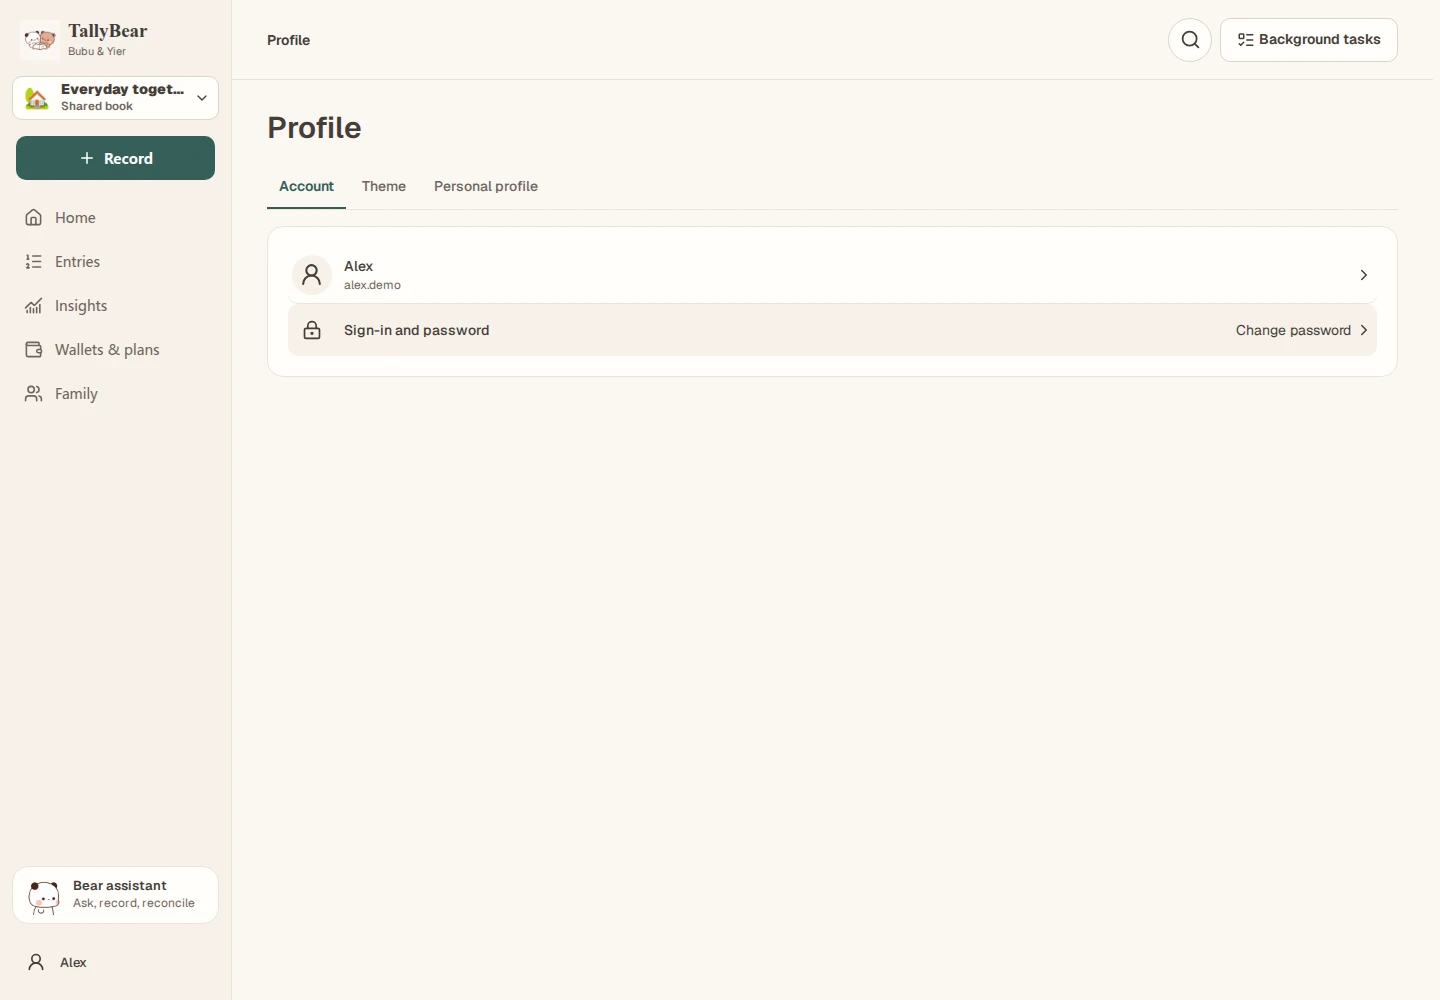 TallyBear
Bubu & Yier
Everyday toget...
Shared book
Record
Home
Entries
Insights
Wallets & plans
Family
Bear assistant
Ask, record, reconcile
Alex
Profile
Background tasks
Profile
Account
Theme
Personal profile
Alex
alex.demo
Sign-in and password
Change password